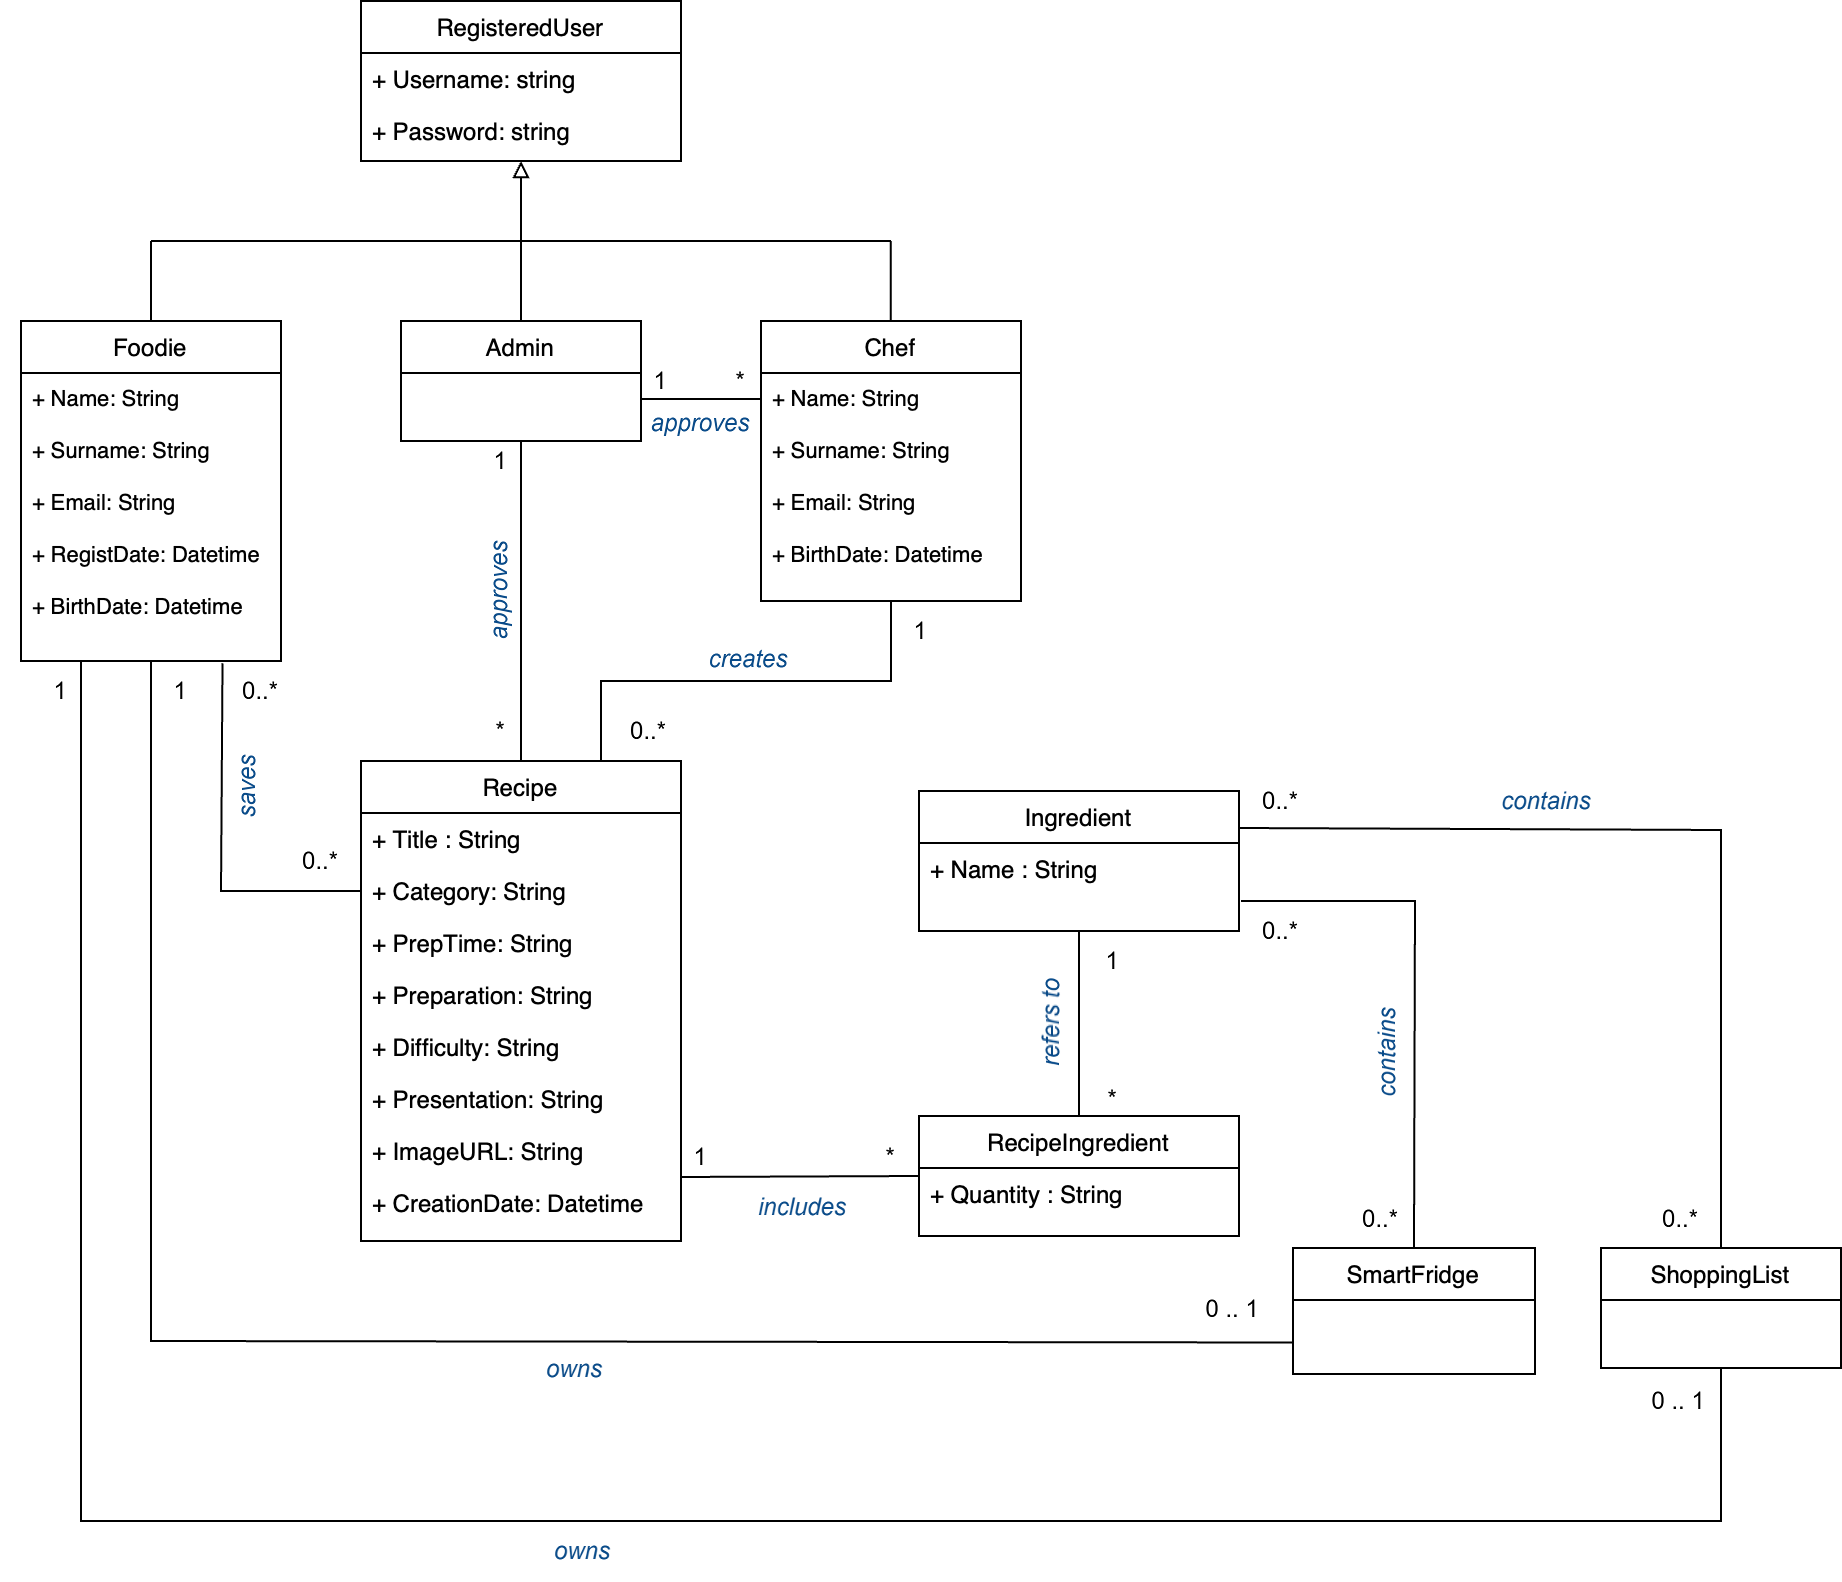 RegisteredUser
+ Username: string
+ Password: string
Foodie
+ Name: String
+ Surname: String
+ Email: String
+ RegistDate: Datetime
+ BirthDate: Datetime
Admin
1
*
approves
Chef
+ Name: String
+ Surname: String
+ Email: String
+ BirthDate: Datetime
1
approves
*
1
creates
0..*
1
1
0..*
saves
0..*
Recipe
+ Title : String
+ Category: String
+ PrepTime: String
+ Preparation: String
+ Difficulty: String
+ Presentation: String
+ ImageURL: String
+ CreationDate: Datetime
Ingredient
+ Name : String
0..*
contains
0..*
1
refers to
*
contains
1
*
includes
RecipeIngredient
+ Quantity : String
0..*
0..*
SmartFridge
ShoppingList
0 .. 1
owns
0 .. 1
owns